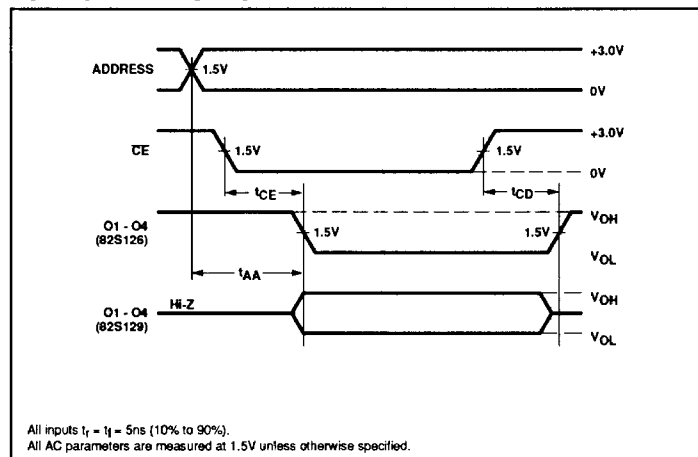 ADDRESS
1.5V
+3.0V
0V
CE
1.5V
1.5V
+3.0V
0V
tCE
tCD
O1 - O4
(82S126)
1.5V
1.5V
VOH
VOL
tAA
O1 - O4
(82S129)
Hi-Z
VOH
VOL
All inputs tr = tf = 5ns (10% to 90%).
All AC parameters are measured at 1.5V unless otherwise specified.